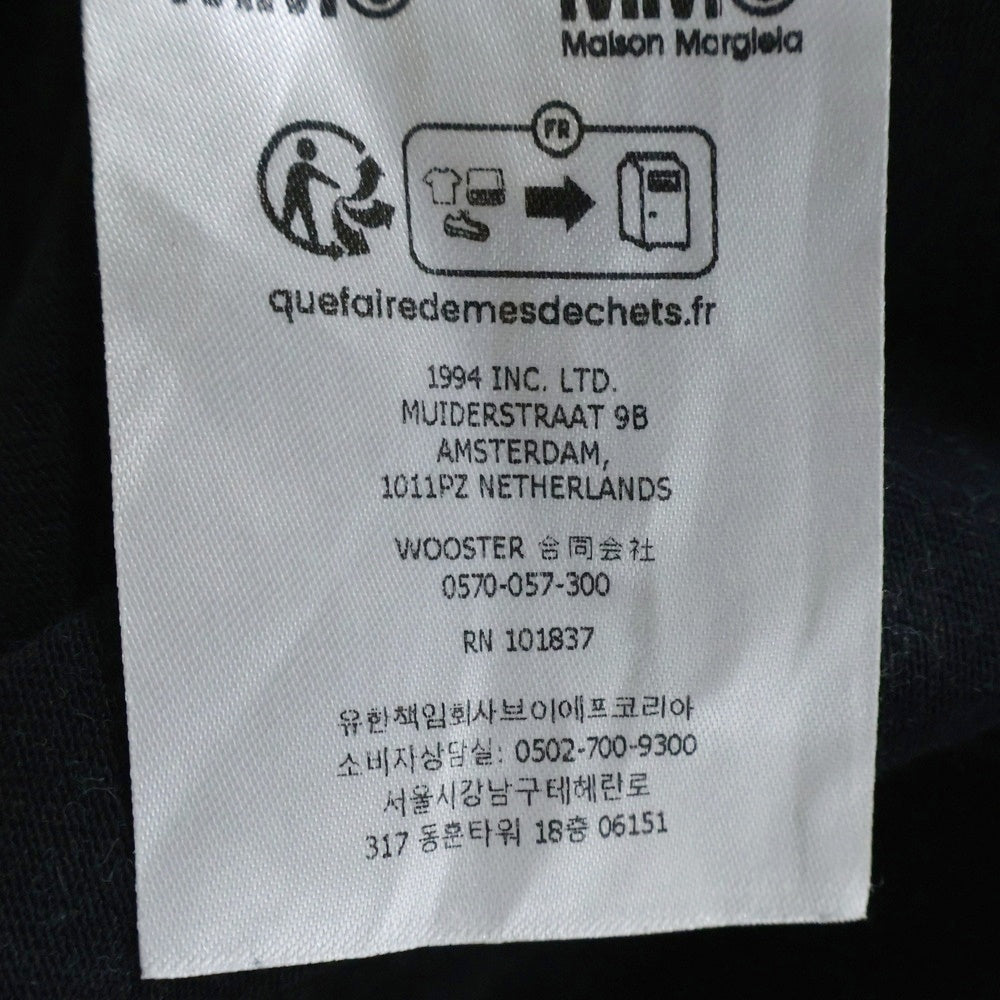 MM6
MM6
Maison Margiela
FR
quefairedemesdechets.fr
1994 INC. LTD.
MUIDERSTRAAT 9B
AMSTERDAM,
1011PZ NETHERLANDS
WOOSTER 合同会社
0570-057-300
RN 101837
유한책임회사브이에프코리아
소비자상담실: 0502-700-9300
서울시강남구테헤란로
317 동훈타워 18층 06151